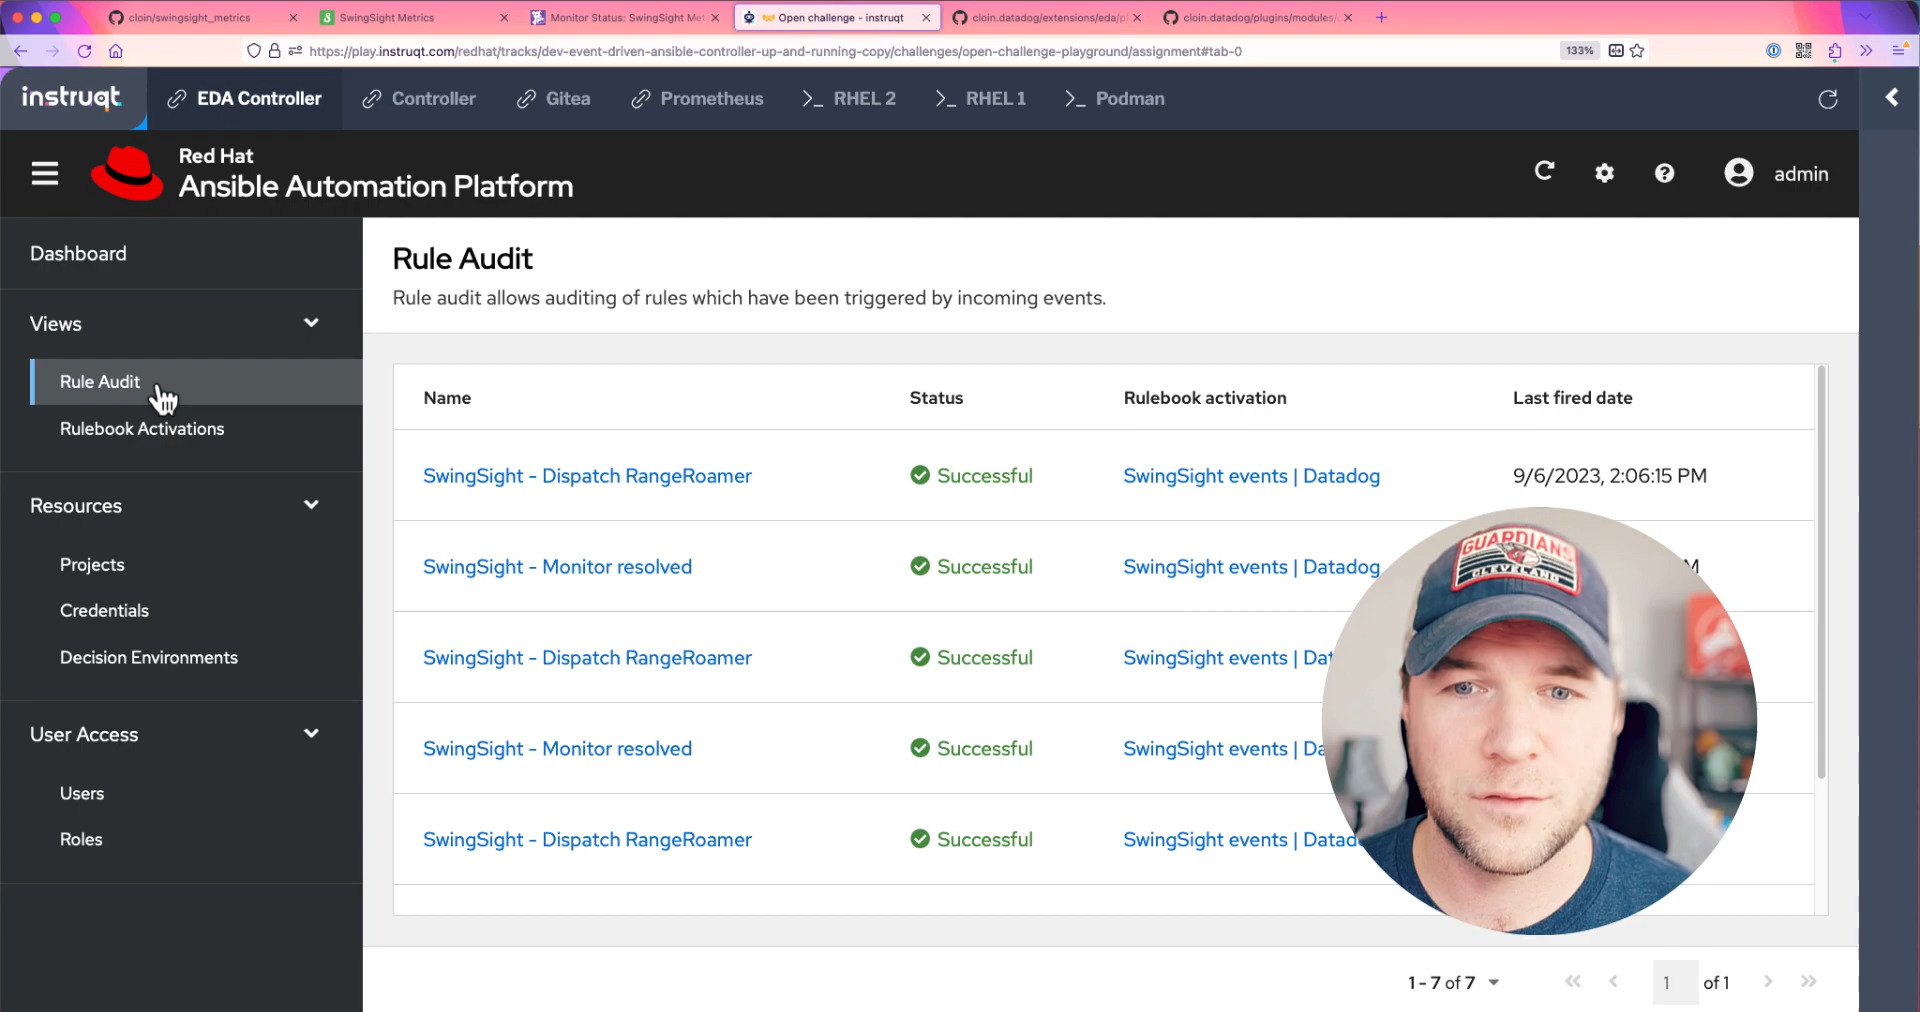 cloin/swingsight_metrics
SwingSight Metrics
Monitor Status: SwingSight Me
Open challenge - instruqt
cloin.datadog/extensions/eda/p
cloin.datadog/plugins/modules/
https://play.instruqt.com/redhat/tracks/dev-event-driven-ansible-controller-up-and-running-copy/challenges/open-challenge-playground/assignment#tab-0
133%
instruqt
EDA Controller
Controller
Gitea
Prometheus
>_ RHEL 2
>_ RHEL 1
>_ Podman
Red Hat
Ansible Automation Platform
admin
Dashboard
Views
Rule Audit
Rulebook Activations
Resources
Projects
Credentials
Decision Environments
User Access
Users
Roles
Rule Audit
Rule audit allows auditing of rules which have been triggered by incoming events.
Name Status Rulebook activation Last fired date
SwingSight - Dispatch RangeRoamer Successful SwingSight events | Datadog 9/6/2023, 2:06:15 PM
SwingSight - Monitor resolved Successful SwingSight events | Datadog M
SwingSight - Dispatch RangeRoamer Successful SwingSight events | Dat
SwingSight - Monitor resolved Successful SwingSight events | Da
SwingSight - Dispatch RangeRoamer Successful SwingSight events | Datad
GUARDIANS
CLEVELAND
1 - 7 of 7
1 of 1